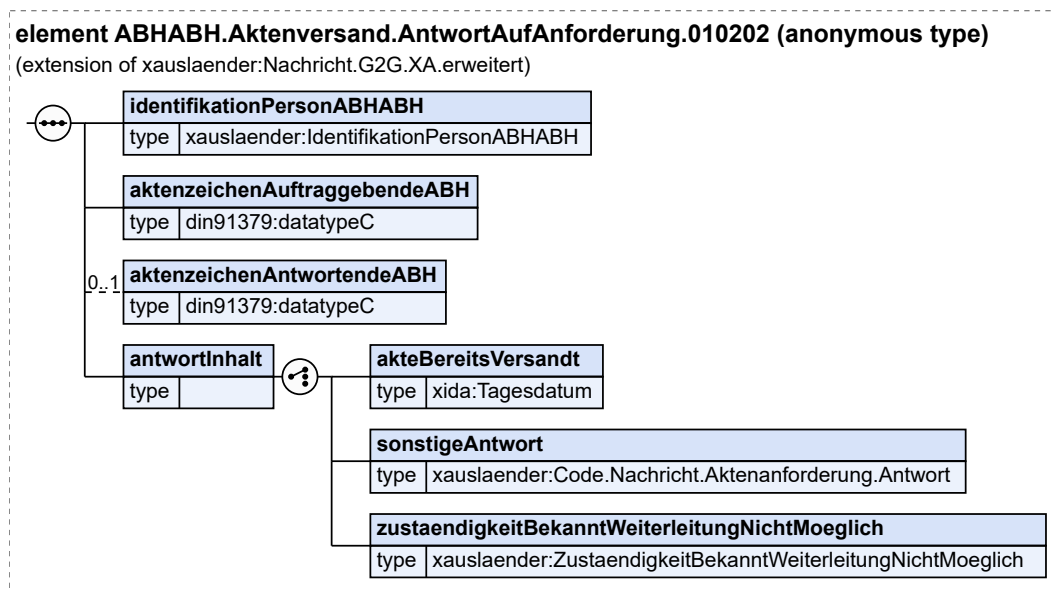 element ABHABH.Aktenversand.AntwortAufAnforderung.010202 (anonymous type)
(extension of xauslaender:Nachricht.G2G.XA.erweitert)
identifikationPersonABHABH
type xauslaender:IdentifikationPersonABHABH
aktenzeichenAuftraggebendeABH
type din91379:datatypeC
0..1
aktenzeichenAntwortendeABH
type din91379:datatypeC
antwortInhalt
type
akteBereitsVersandt
type xida:Tagesdatum
sonstigeAntwort
type xauslaender:Code.Nachricht.Aktenanforderung.Antwort
zustaendigkeitBekanntWeiterleitungNichtMoeglich
type xauslaender:ZustaendigkeitBekanntWeiterleitungNichtMoeglich